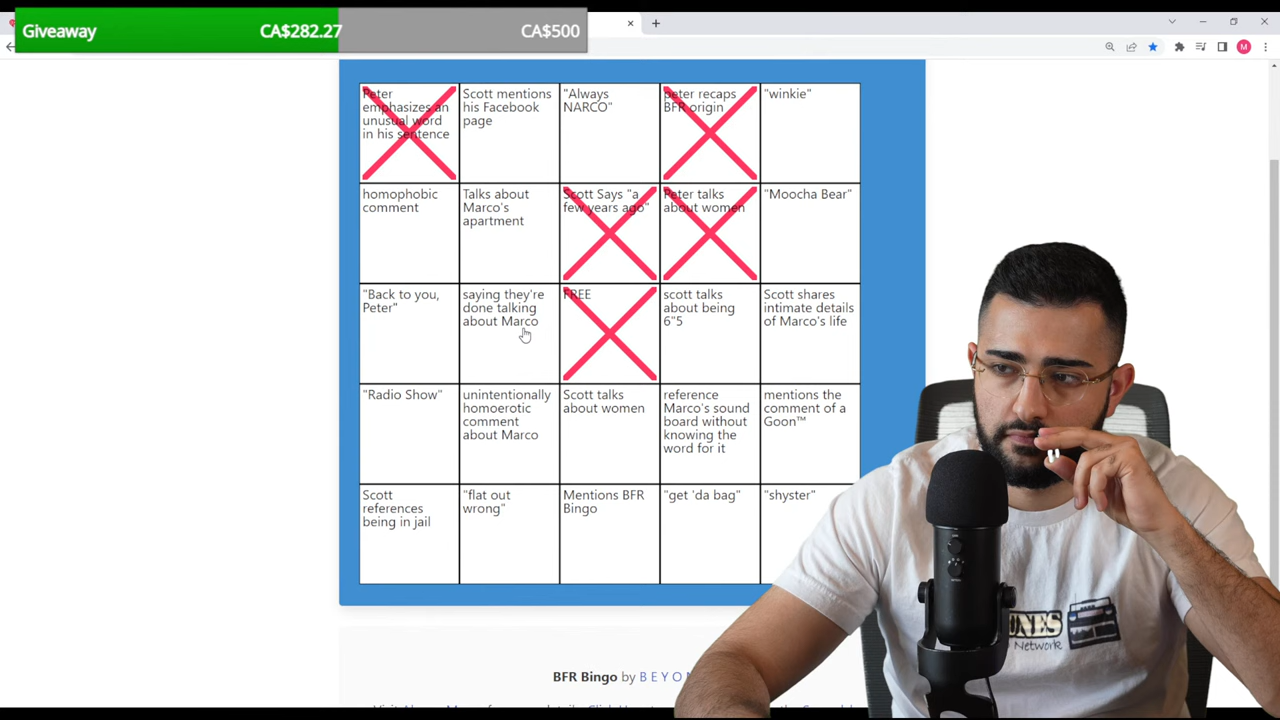 Giveaway CA$282.27 CA$500
M
Peter
emphasizes an
unusual word
in his sentence
Scott mentions
his Facebook
page
"Always
NARCO"
peter recaps
BFR origin
"winkie"
homophobic
comment
Talks about
Marco's
apartment
Scott Says "a
few years ago"
Peter talks
about women
"Moocha Bear"
"Back to you,
Peter"
saying they're
done talking
about Marco
FREE
scott talks
about being
6"5
Scott shares
intimate details
of Marco's life
"Radio Show"
unintentionally
homoerotic
comment
about Marco
Scott talks
about women
reference
Marco's sound
board without
knowing the
word for it
mentions the
comment of a
Goon™
Scott
references
being in jail
"flat out
wrong"
Mentions BFR
Bingo
"get 'da bag"
"shyster"
BFR Bingo by BEYO
ONES
Network